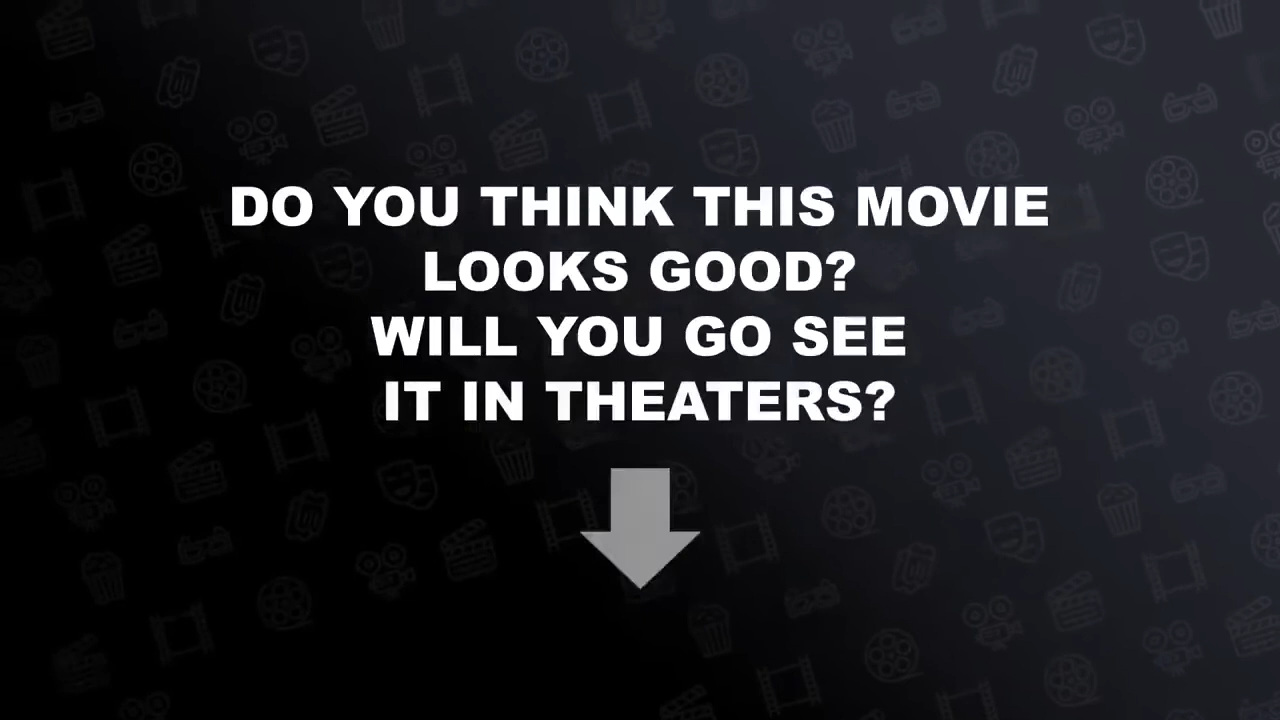 DO YOU THINK THIS MOVIE
LOOKS GOOD?
WILL YOU GO SEE
IT IN THEATERS?